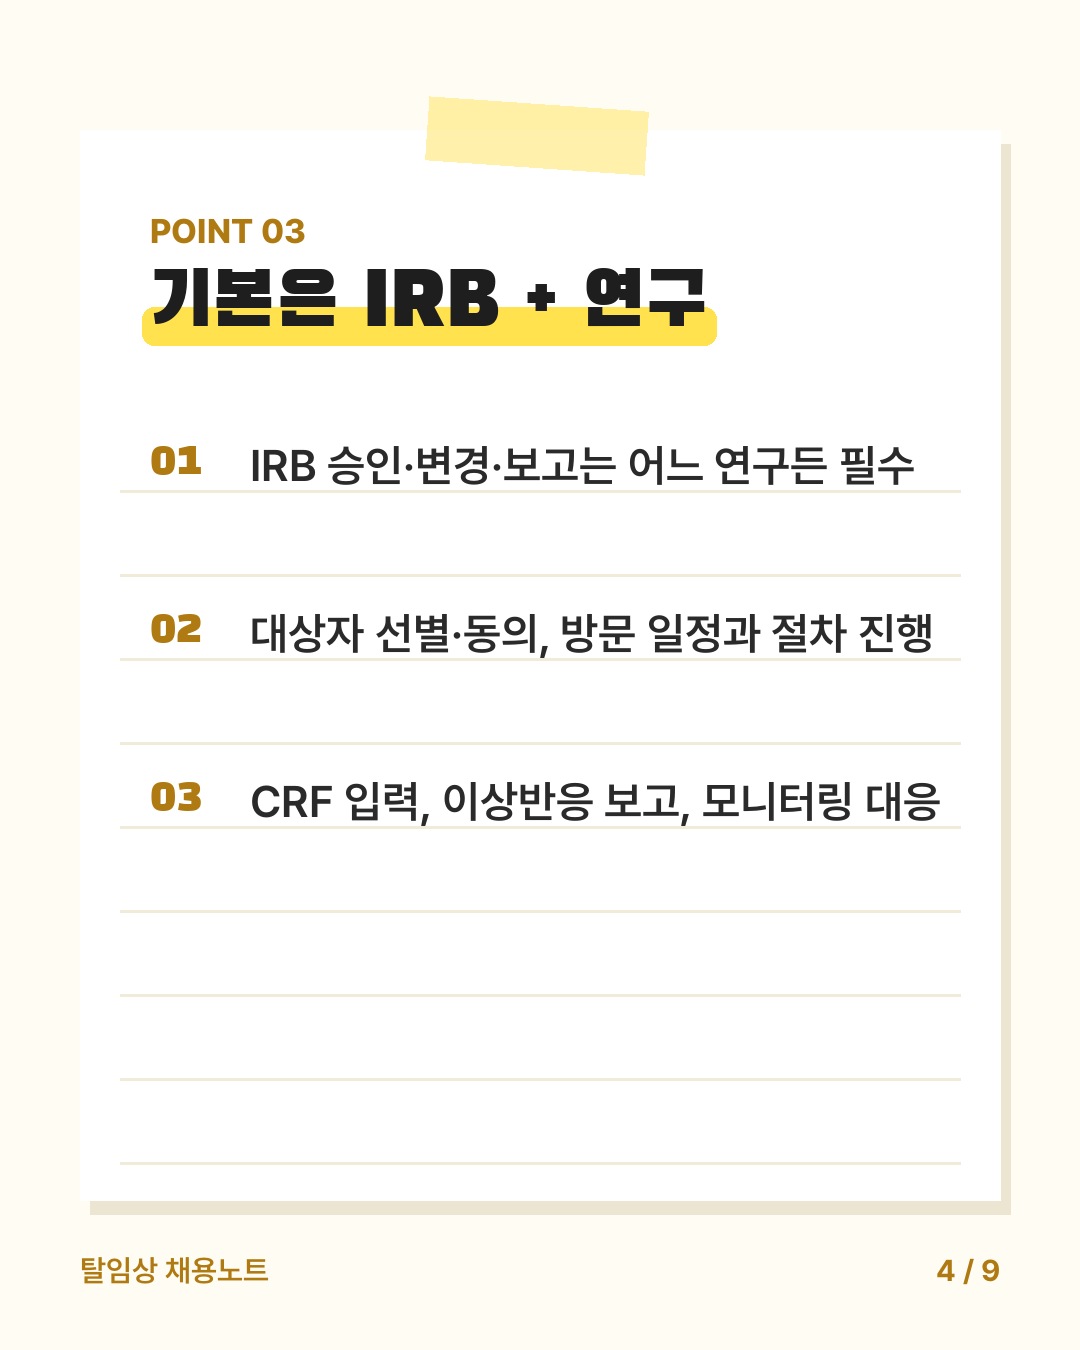 POINT 03
기본은 IRB + 연구
01 IRB 승인·변경·보고는 어느 연구든 필수
02 대상자 선별·동의, 방문 일정과 절차 진행
03 CRF 입력, 이상반응 보고, 모니터링 대응
탈임상 채용노트
4 / 9